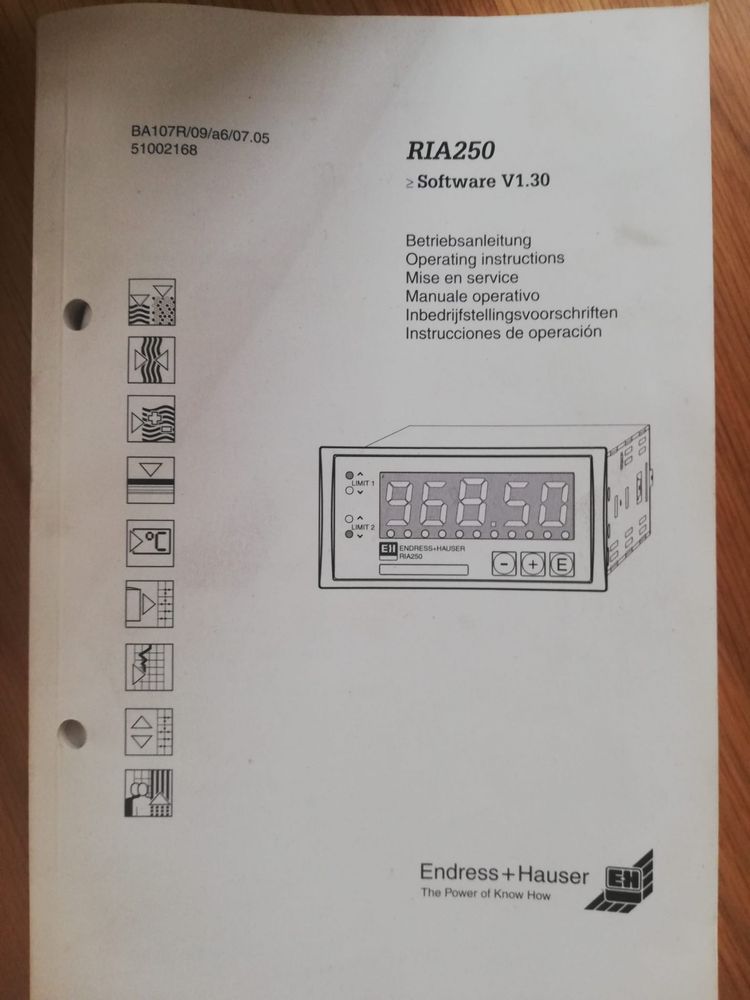 BA107R/09/a6/07.05
51002168
RIA250
≥ Software V1.30
Betriebsanleitung
Operating instructions
Mise en service
Manuale operativo
Inbedrijfstellingsvoorschriften
Instrucciones de operación
°C
LIMIT 1
LIMIT 2
968.50
EH ENDRESS+HAUSER
RIA250
- + E
Endress+Hauser
The Power of Know How
EH